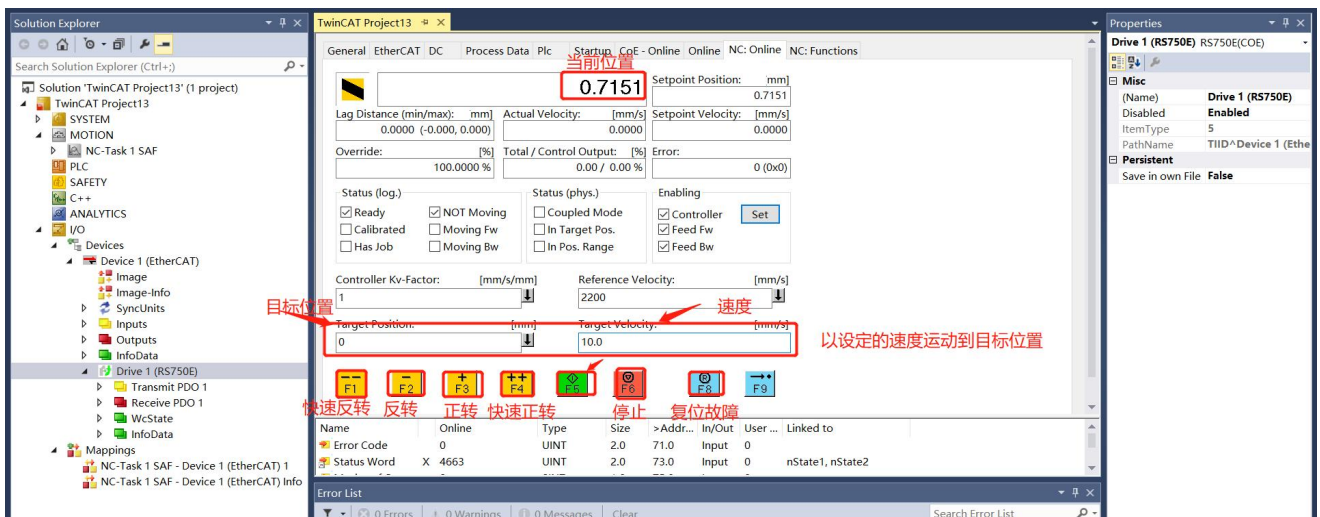 Solution Explorer
Search Solution Explorer (Ctrl+;)
Solution 'TwinCAT Project13' (1 project)
TwinCAT Project13
SYSTEM
MOTION
NC-Task 1 SAF
PLC
SAFETY
C++
ANALYTICS
I/O
Devices
Device 1 (EtherCAT)
Image
Image-Info
SyncUnits
Inputs
Outputs
InfoData
Drive 1 (RS750E)
Transmit PDO 1
Receive PDO 1
WcState
InfoData
Mappings
NC-Task 1 SAF - Device 1 (EtherCAT) 1
NC-Task 1 SAF - Device 1 (EtherCAT) Info
TwinCAT Project13
General EtherCAT DC Process Data Plc Startup CoE - Online Online NC: Online NC: Functions
当前位置
0.7151
Setpoint Position: mm]
0.7151
Lag Distance (min/max): mm] Actual Velocity: [mm/s] Setpoint Velocity: [mm/s]
0.0000 (-0.000, 0.000) 0.0000 0.0000
Override: [%] Total / Control Output: [%] Error:
100.0000 % 0.00 / 0.00 % 0 (0x0)
Status (log.) Status (phys.) Enabling
Ready NOT Moving Coupled Mode Controller Set
Calibrated Moving Fw In Target Pos. Feed Fw
Has Job Moving Bw In Pos. Range Feed Bw
Controller Kv-Factor: [mm/s/mm] Reference Velocity: [mm/s]
1 2200
目标位置 速度
Target Position: [mm] Target Velocity: [mm/s]
0 10.0
以设定的速度运动到目标位置
-- - + ++
F1 F2 F3 F4 F5 F6 F8 F9
快速反转 反转 正转 快速正转 停止 复位故障
Name Online Type Size >Addr... In/Out User ... Linked to
Error Code 0 UINT 2.0 71.0 Input 0
Status Word X 4663 UINT 2.0 73.0 Input 0 nState1, nState2
Error List
0 Errors 0 Warnings 0 Messages Clear
Search Error List
Properties
Drive 1 (RS750E) RS750E(COE)
Misc
(Name) Drive 1 (RS750E)
Disabled Enabled
ItemType 5
PathName TIID^Device 1 (Ethe
Persistent
Save in own File False